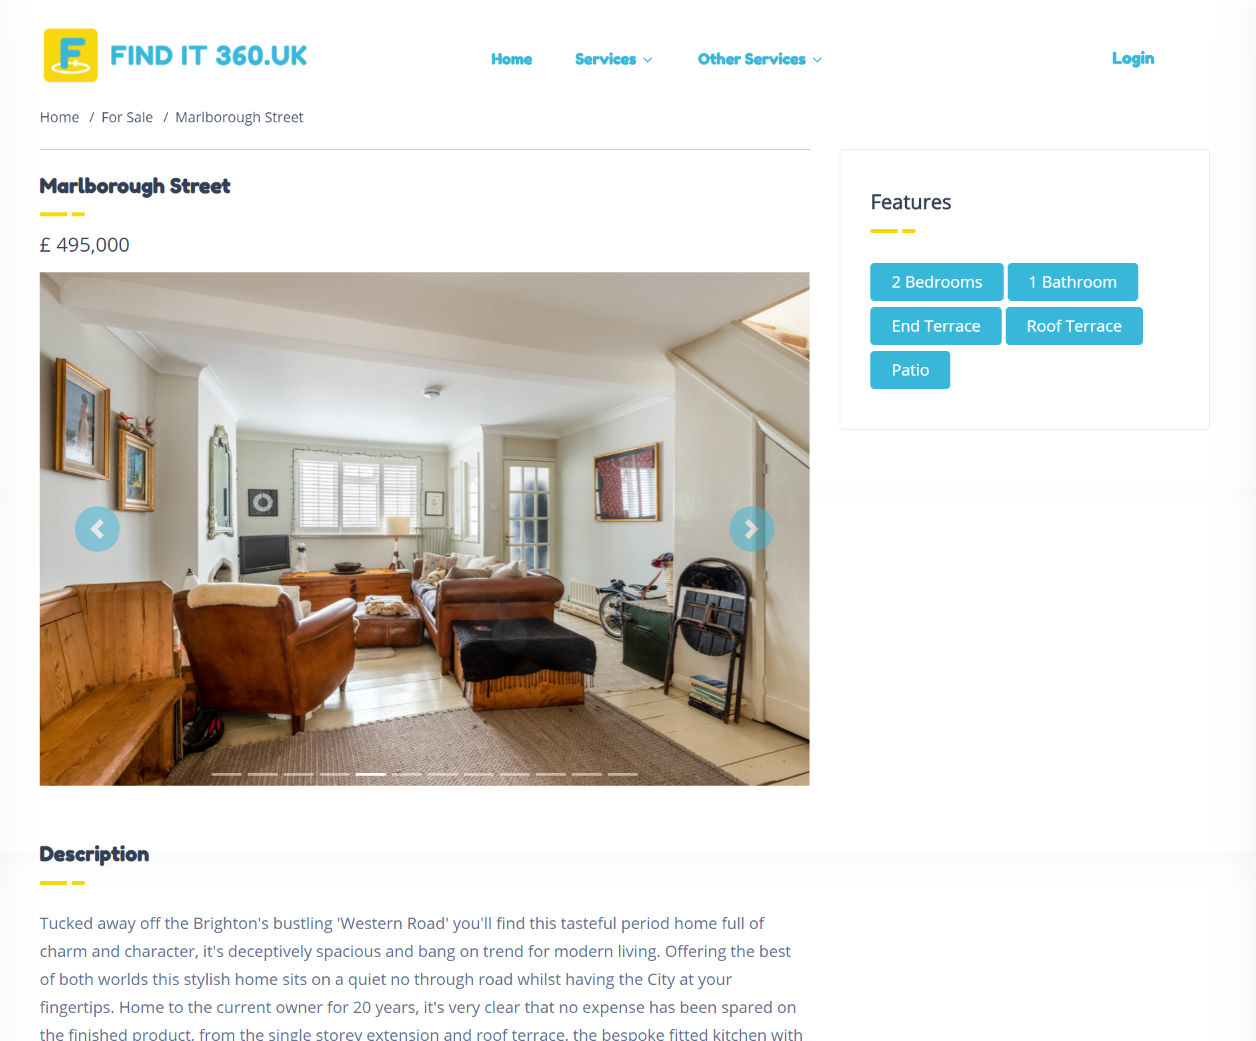 F FIND IT 360.UK
Home Services Other Services Login
Home / For Sale / Marlborough Street
Marlborough Street
£ 495,000
Features
2 Bedrooms 1 Bathroom
End Terrace Roof Terrace
Patio
Description
Tucked away off the Brighton's bustling 'Western Road' you'll find this tasteful period home full of
charm and character, it's deceptively spacious and bang on trend for modern living. Offering the best
of both worlds this stylish home sits on a quiet no through road whilst having the City at your
fingertips. Home to the current owner for 20 years, it's very clear that no expense has been spared on
the finished product, from the single storey extension and roof terrace, the bespoke fitted kitchen with